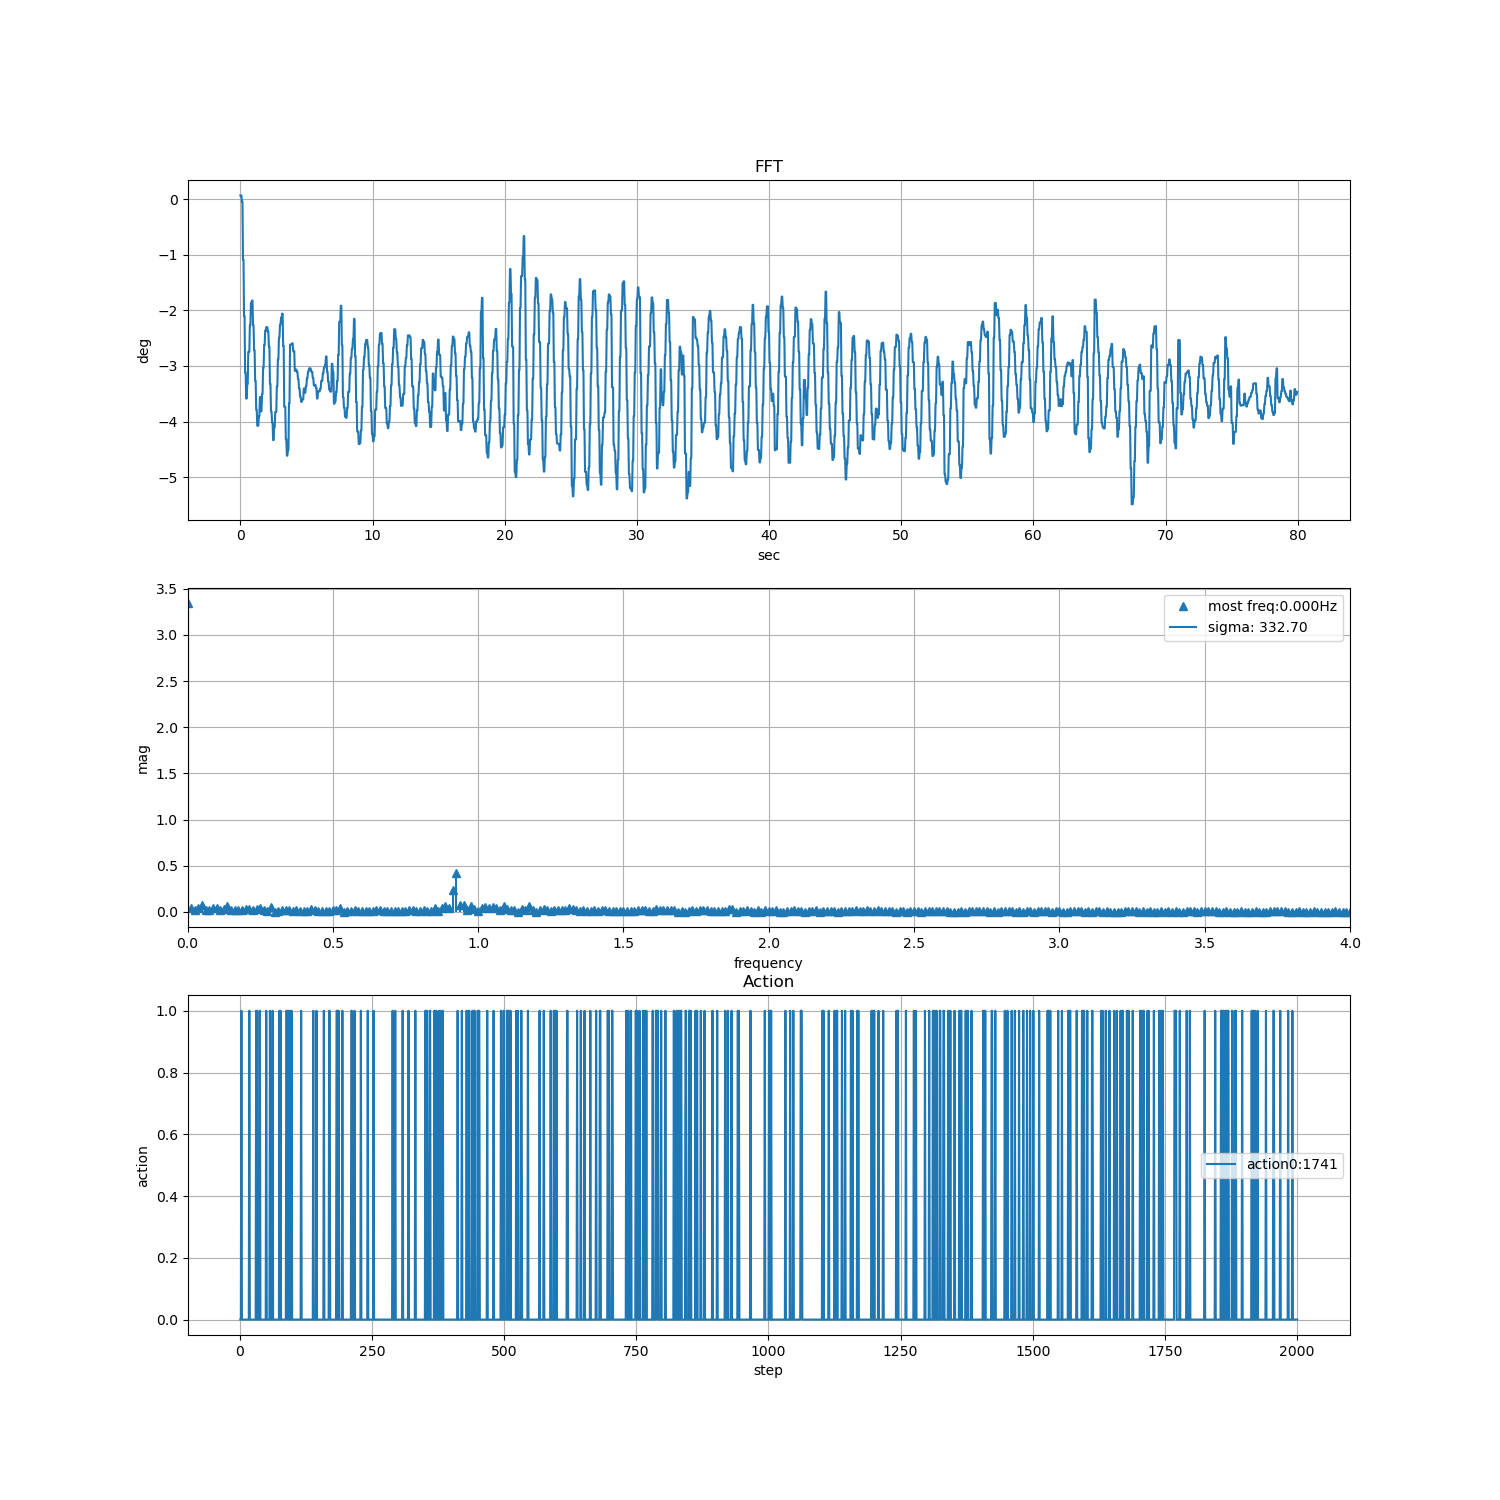 FFT
0
−1
−2
−3
−4
−5
deg
0 10 20 30 40 50 60 70 80
sec
3.5
3.0
2.5
2.0
1.5
1.0
0.5
0.0
mag
most freq:0.000Hz
sigma: 332.70
0.0 0.5 1.0 1.5 2.0 2.5 3.0 3.5 4.0
frequency
Action
1.0
0.8
0.6
0.4
0.2
0.0
action
action0:1741
0 250 500 750 1000 1250 1500 1750 2000
step